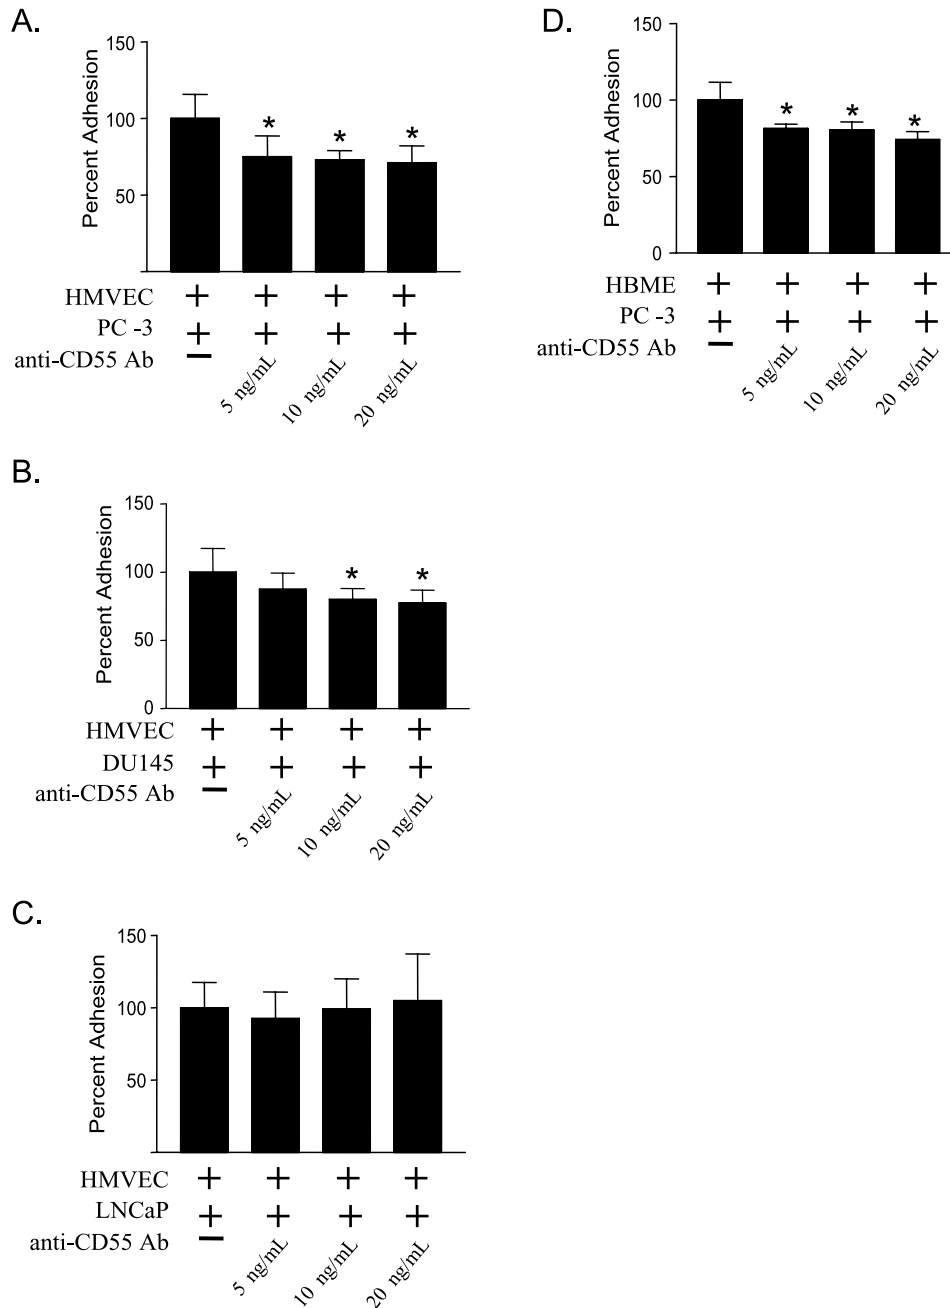 A.
150
100
50
Percent Adhesion
* * *
HMVEC + + + +
PC -3 + + + +
anti-CD55 Ab − 5 ng/mL 10 ng/mL 20 ng/mL
B.
150
100
50
0
Percent Adhesion
* *
HMVEC + + + +
DU145 + + + +
anti-CD55 Ab − 5 ng/mL 10 ng/mL 20 ng/mL
C.
150
100
50
Percent Adhesion
HMVEC + + + +
LNCaP + + + +
anti-CD55 Ab − 5 ng/mL 10 ng/mL 20 ng/mL
D.
150
100
50
0
Percent Adhesion
* * *
HBME + + + +
PC -3 + + + +
anti-CD55 Ab − 5 ng/mL 10 ng/mL 20 ng/mL